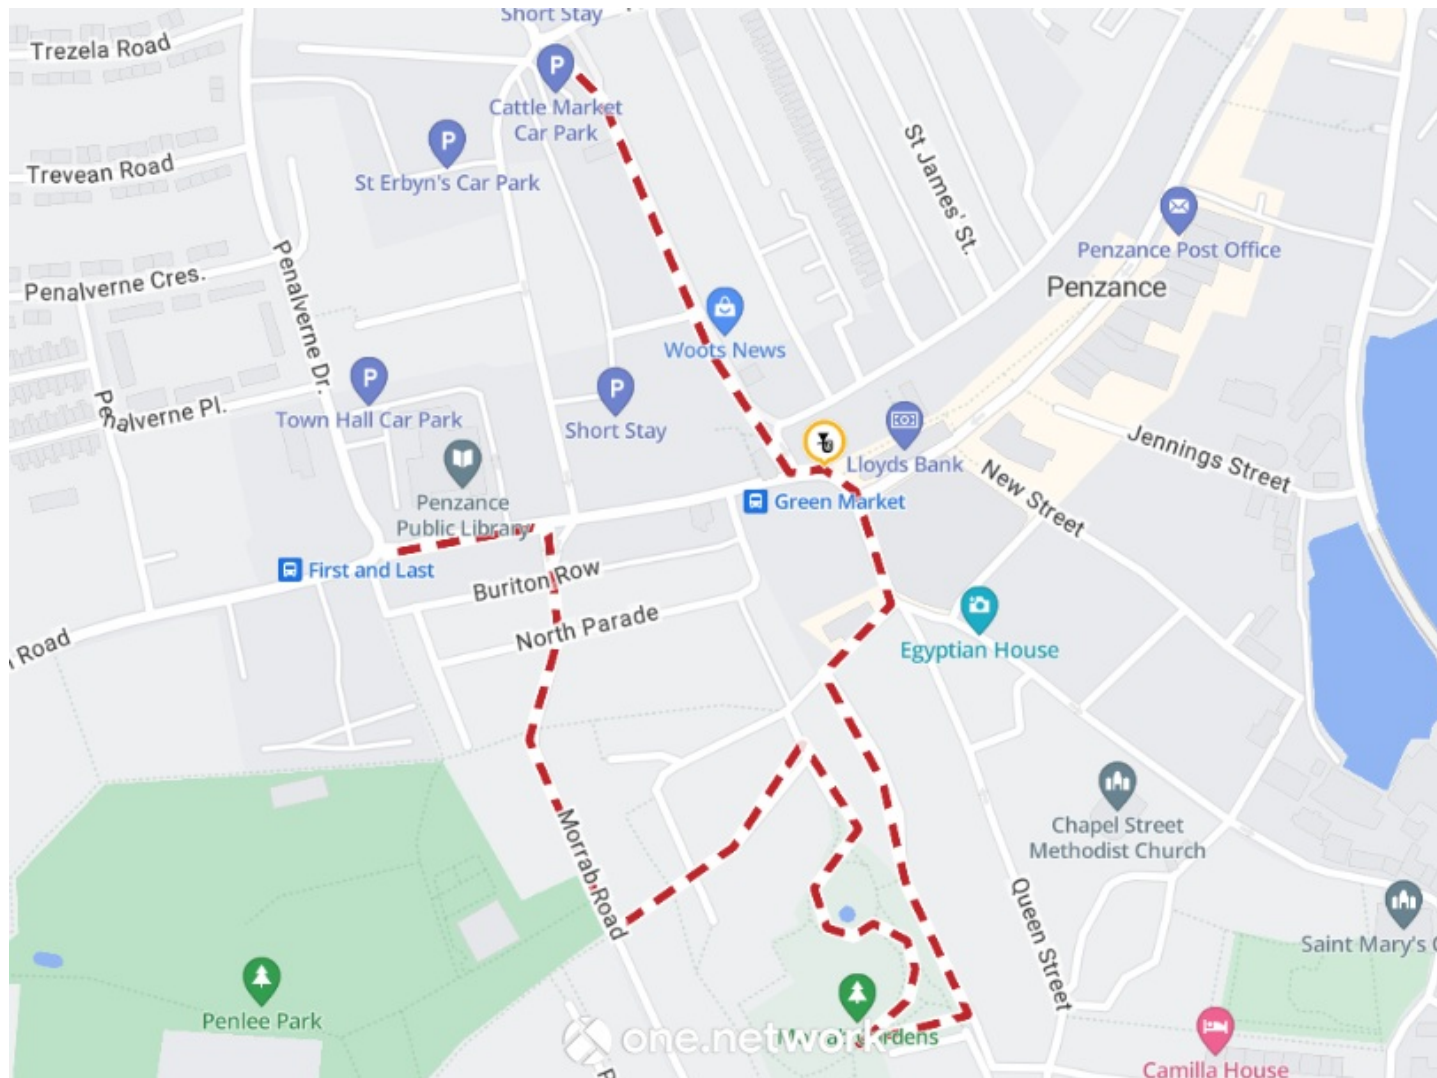 Short Stay
Trezela Road
P
Cattle Market
Car Park
P
St Erbyn's Car Park
Trevean Road
St James' St.
Penzance Post Office
Penzance
Penalverne Cres.
Penalverne Dr.
Woots News
P
Town Hall Car Park
P
Short Stay
Penalverne Pl.
Lloyds Bank
Jennings Street
New Street
Penzance
Public Library
Green Market
First and Last
Buriton Row
North Parade
Road
Egyptian House
Morrab Road
Chapel Street
Methodist Church
Queen Street
Saint Mary's
Penlee Park
one.network
Morrab Gardens
Camilla House